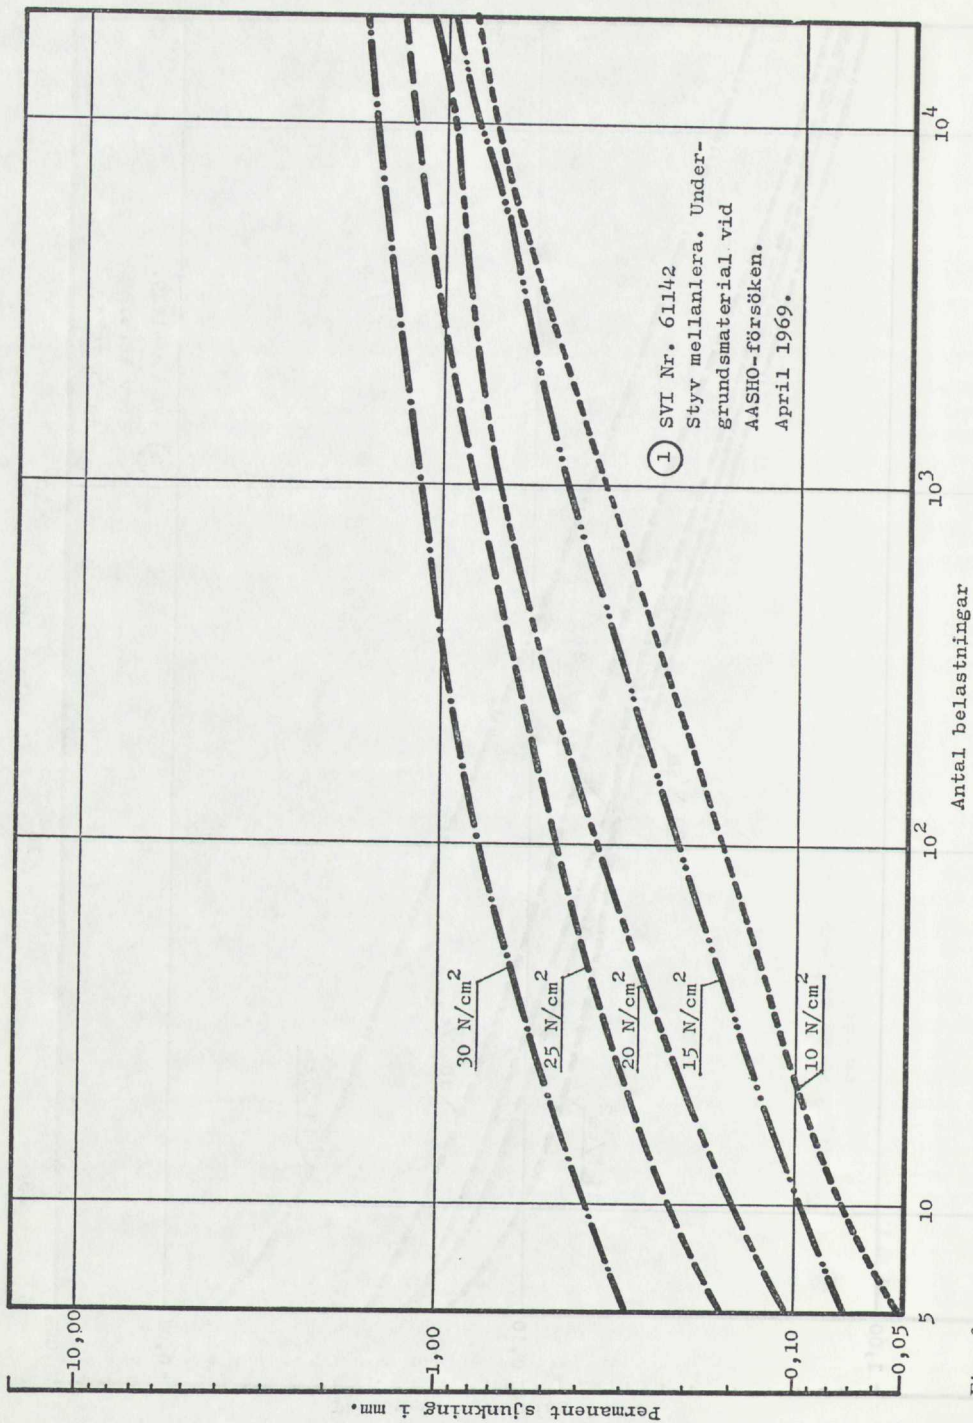 Permanent sjunkning i mm.
10,00
1,00
0,10
0,05
30 N/cm²
25 N/cm²
20 N/cm²
15 N/cm²
10 N/cm²
1 SVI Nr. 61142
Styv mellanlera. Under-
grundsmaterial vid
AASHO-försöken.
April 1969.
5
10
10²
10³
10⁴
Antal belastningar